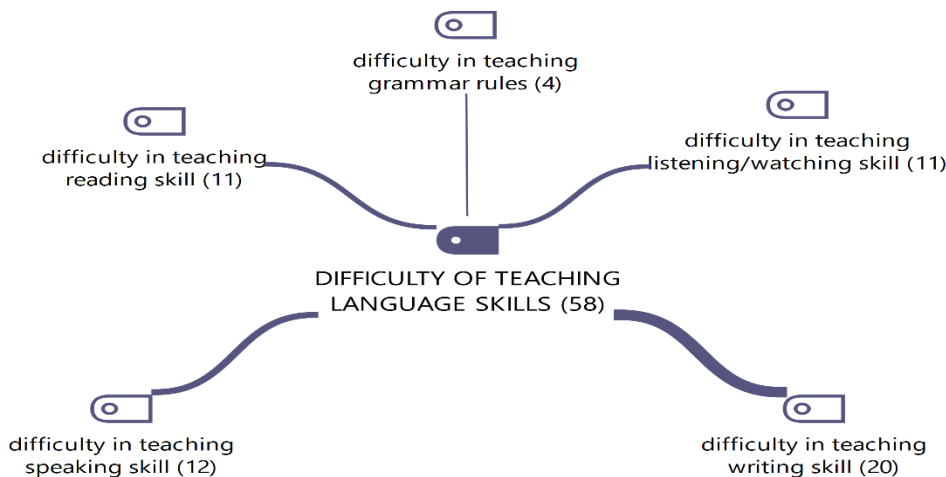 difficulty in teaching
grammar rules (4)
difficulty in teaching
reading skill (11)
difficulty in teaching
listening/watching skill (11)
DIFFICULTY OF TEACHING
LANGUAGE SKILLS (58)
difficulty in teaching
speaking skill (12)
difficulty in teaching
writing skill (20)